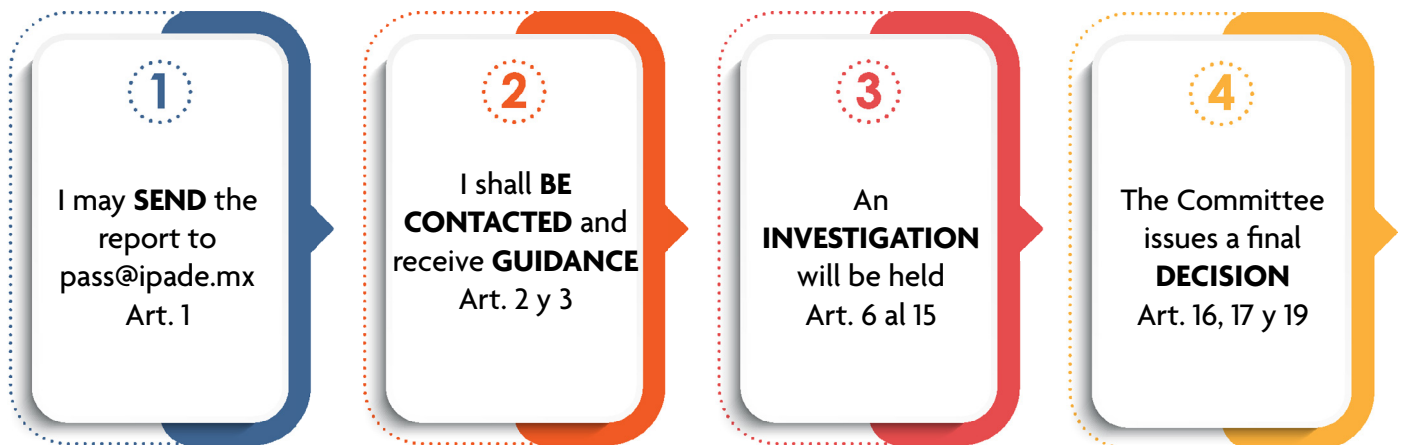 1
I may SEND the
report to
pass@ipade.mx
Art. 1
2
I shall BE
CONTACTED and
receive GUIDANCE
Art. 2 y 3
3
An
INVESTIGATION
will be held
Art. 6 al 15
4
The Committee
issues a final
DECISION
Art. 16, 17 y 19